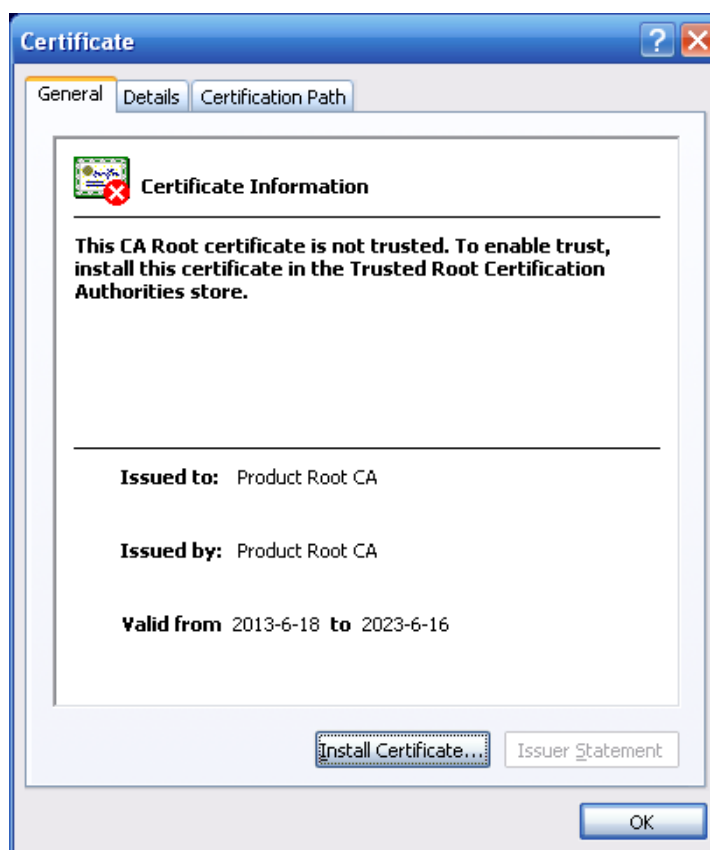 Certificate
General Details Certification Path
Certificate Information
This CA Root certificate is not trusted. To enable trust,
install this certificate in the Trusted Root Certification
Authorities store.
Issued to: Product Root CA
Issued by: Product Root CA
Valid from 2013-6-18 to 2023-6-16
Install Certificate... Issuer Statement
OK